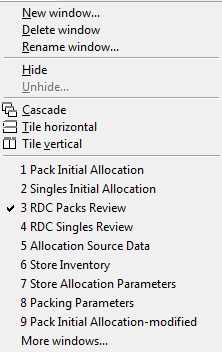 New window...
Delete window
Rename window...
Hide
Unhide...
Cascade
Tile horizontal
Tile vertical
1 Pack Initial Allocation
2 Singles Initial Allocation
3 RDC Packs Review
4 RDC Singles Review
5 Allocation Source Data
6 Store Inventory
7 Store Allocation Parameters
8 Packing Parameters
9 Pack Initial Allocation-modified
More windows...